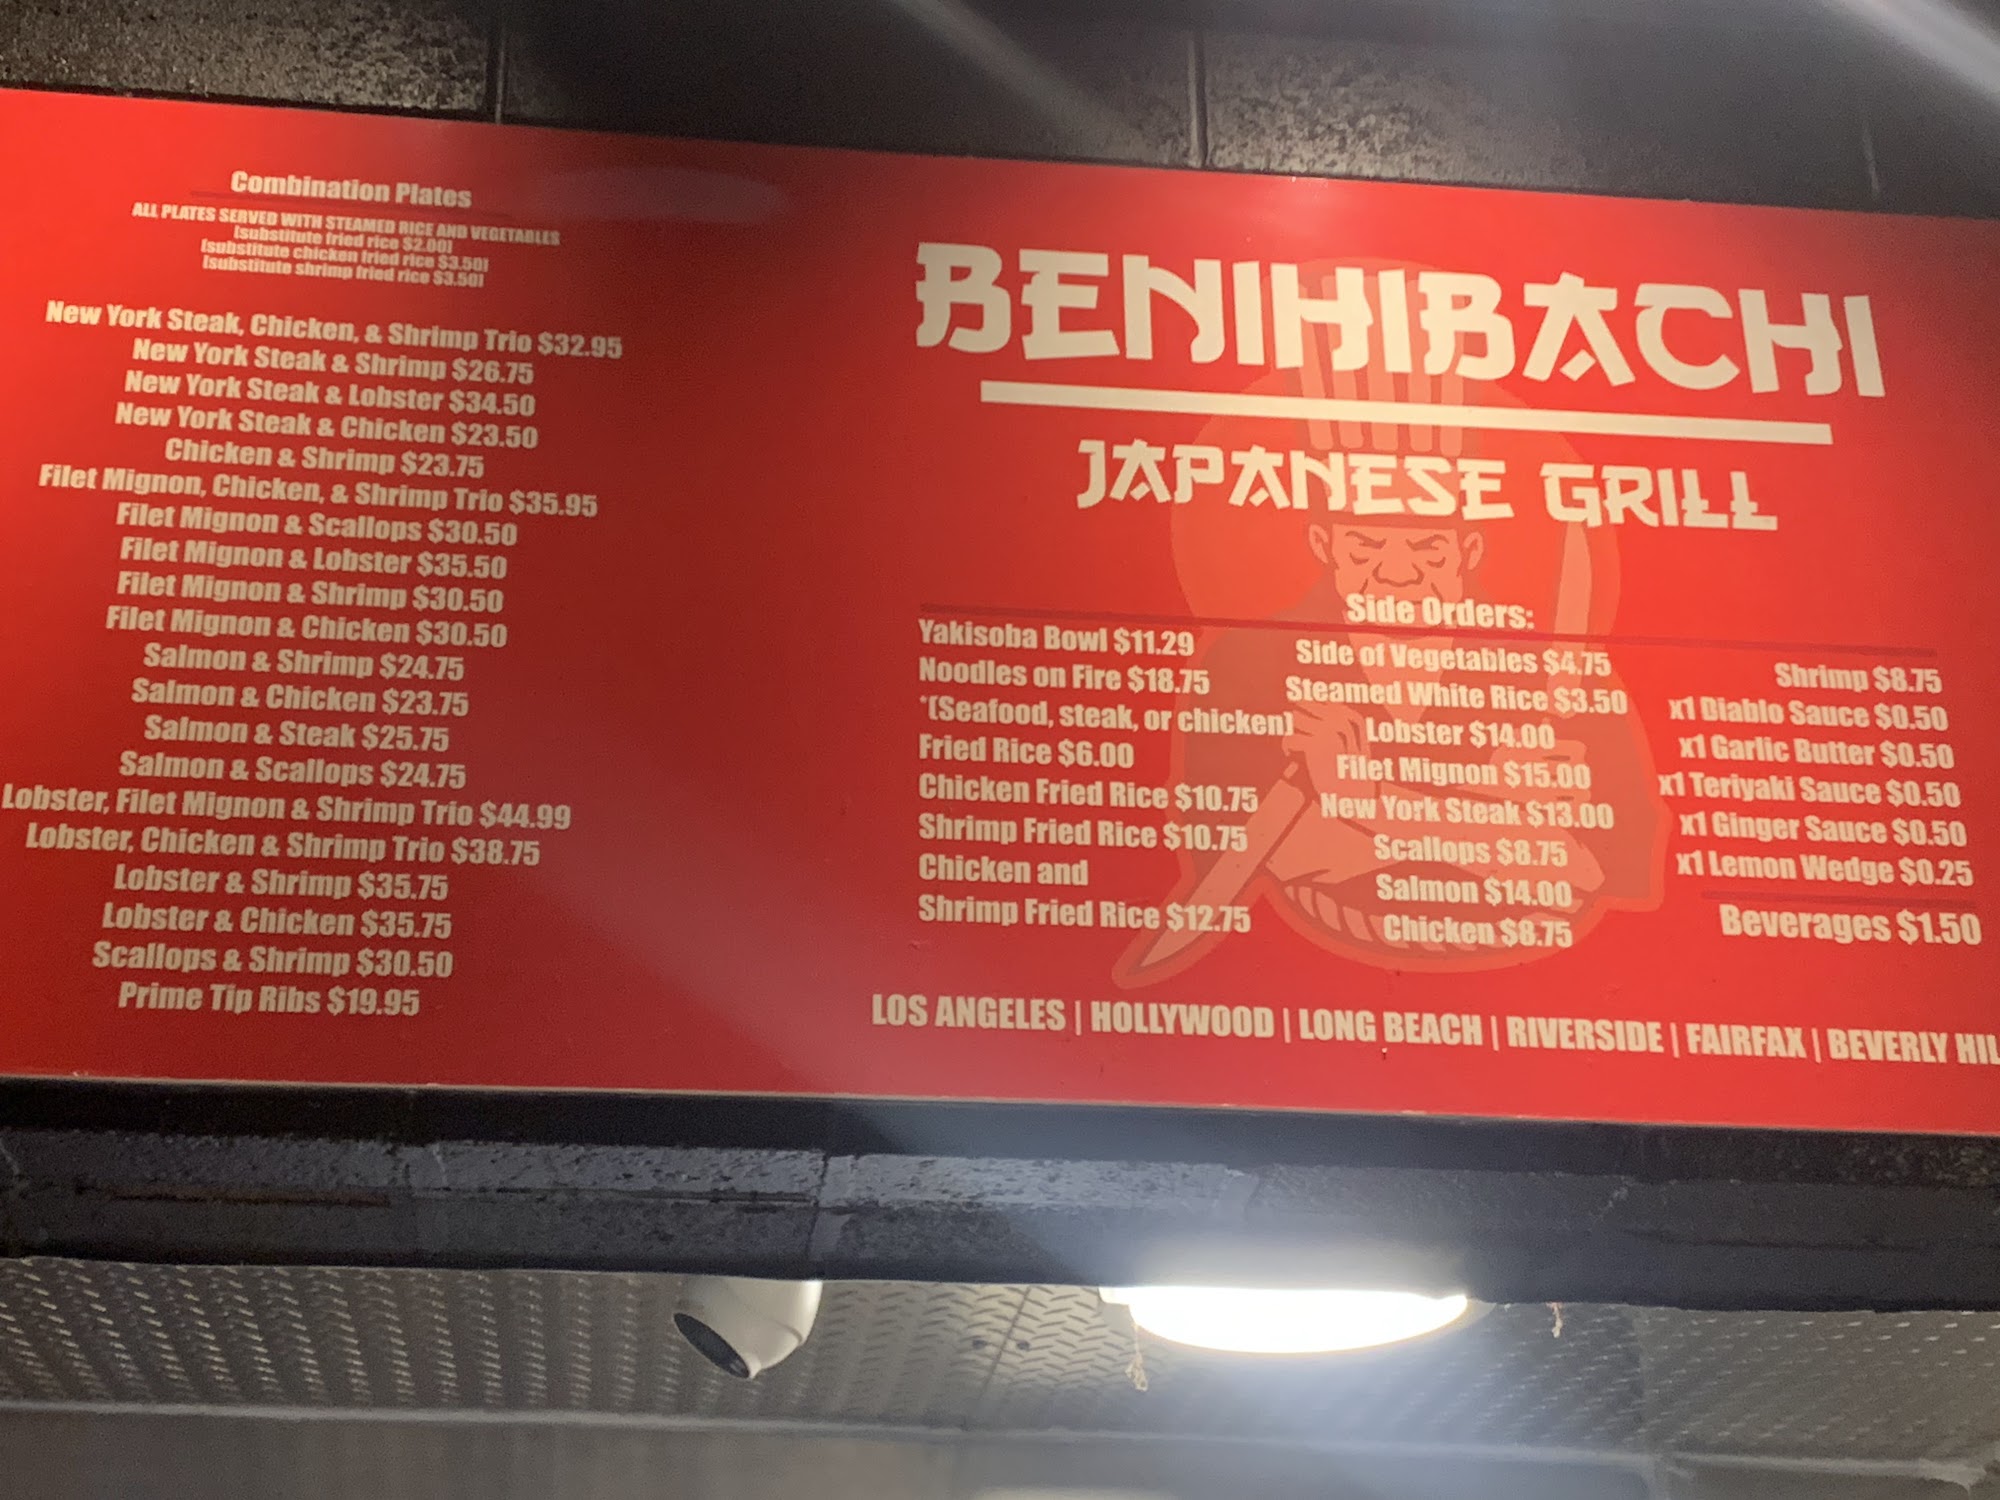 Combination Plates
ALL PLATES SERVED WITH STEAMED RICE AND VEGETABLES
[substitute fried rice $2.00]
[substitute chicken fried rice $3.50]
[substitute shrimp fried rice $3.50]
New York Steak, Chicken, & Shrimp Trio $32.95
New York Steak & Shrimp $26.75
New York Steak & Lobster $34.50
New York Steak & Chicken $23.50
Chicken & Shrimp $23.75
Filet Mignon, Chicken, & Shrimp Trio $35.95
Filet Mignon & Scallops $30.50
Filet Mignon & Lobster $35.50
Filet Mignon & Shrimp $30.50
Filet Mignon & Chicken $30.50
Salmon & Shrimp $24.75
Salmon & Chicken $23.75
Salmon & Steak $25.75
Salmon & Scallops $24.75
Lobster, Filet Mignon & Shrimp Trio $44.99
Lobster, Chicken & Shrimp Trio $38.75
Lobster & Shrimp $35.75
Lobster & Chicken $35.75
Scallops & Shrimp $30.50
Prime Tip Ribs $19.95
BENIHIBACHI
JAPANESE GRILL
Side Orders:
Yakisoba Bowl $11.29
Noodles on Fire $18.75
*[Seafood, steak, or chicken]
Fried Rice $6.00
Chicken Fried Rice $10.75
Shrimp Fried Rice $10.75
Chicken and
Shrimp Fried Rice $12.75
Side of Vegetables $4.75
Steamed White Rice $3.50
Lobster $14.00
Filet Mignon $15.00
New York Steak $13.00
Scallops $8.75
Salmon $14.00
Chicken $8.75
Shrimp $8.75
x1 Diablo Sauce $0.50
x1 Garlic Butter $0.50
x1 Teriyaki Sauce $0.50
x1 Ginger Sauce $0.50
x1 Lemon Wedge $0.25
Beverages $1.50
LOS ANGELES | HOLLYWOOD | LONG BEACH | RIVERSIDE | FAIRFAX | BEVERLY HIL